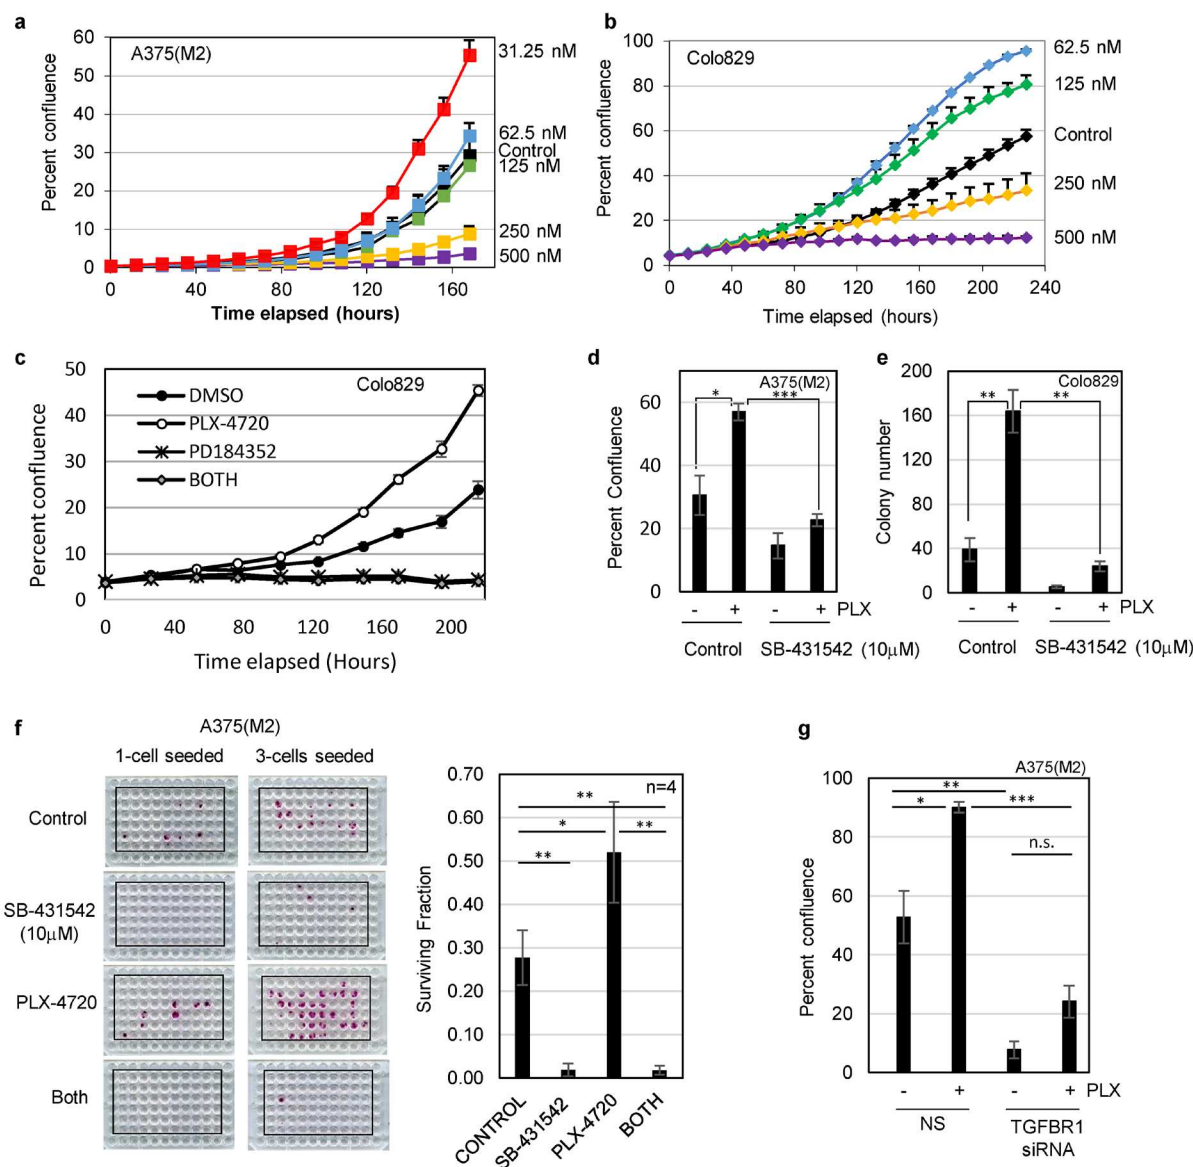 a
A375(M2)
Percent confluence
60
50
40
30
20
10
0
0
40
80
120
160
Time elapsed (hours)
31.25 nM
62.5 nM
Control
125 nM
250 nM
500 nM
b
Colo829
Percent confluence
100
80
60
40
20
0
0
40
80
120
160
200
240
Time elapsed (hours)
62.5 nM
125 nM
Control
250 nM
500 nM
c
Colo829
Percent confluence
50
40
30
20
10
0
DMSO
PLX-4720
PD184352
BOTH
0
40
80
120
160
200
Time elapsed (Hours)
d
A375(M2)
Percent Confluence
60
40
20
0
*
***
- + - + PLX
Control SB-431542 (10μM)
e
Colo829
Colony number
200
160
120
80
40
0
**
**
- + - + PLX
Control SB-431542 (10μM)
f
A375(M2)
1-cell seeded 3-cells seeded
Control
SB-431542
(10μM)
PLX-4720
Both
Surviving Fraction
0.70
0.60
0.50
0.40
0.30
0.20
0.10
0.00
n=4
**
* **
**
CONTROL
SB-431542
PLX-4720
BOTH
g
A375(M2)
Percent confluence
100
80
60
40
20
0
**
* ***
n.s.
- + - + PLX
NS TGFBR1
siRNA